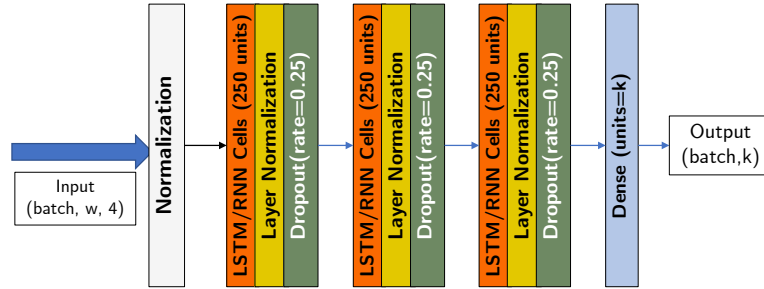 Input
(batch, w, 4)
Normalization
LSTM/RNN Cells (250 units)
Layer Normalization
Dropout(rate=0.25)
LSTM/RNN Cells (250 units)
Layer Normalization
Dropout(rate=0.25)
LSTM/RNN Cells (250 units)
Layer Normalization
Dropout(rate=0.25)
Dense (units=k)
Output
(batch,k)